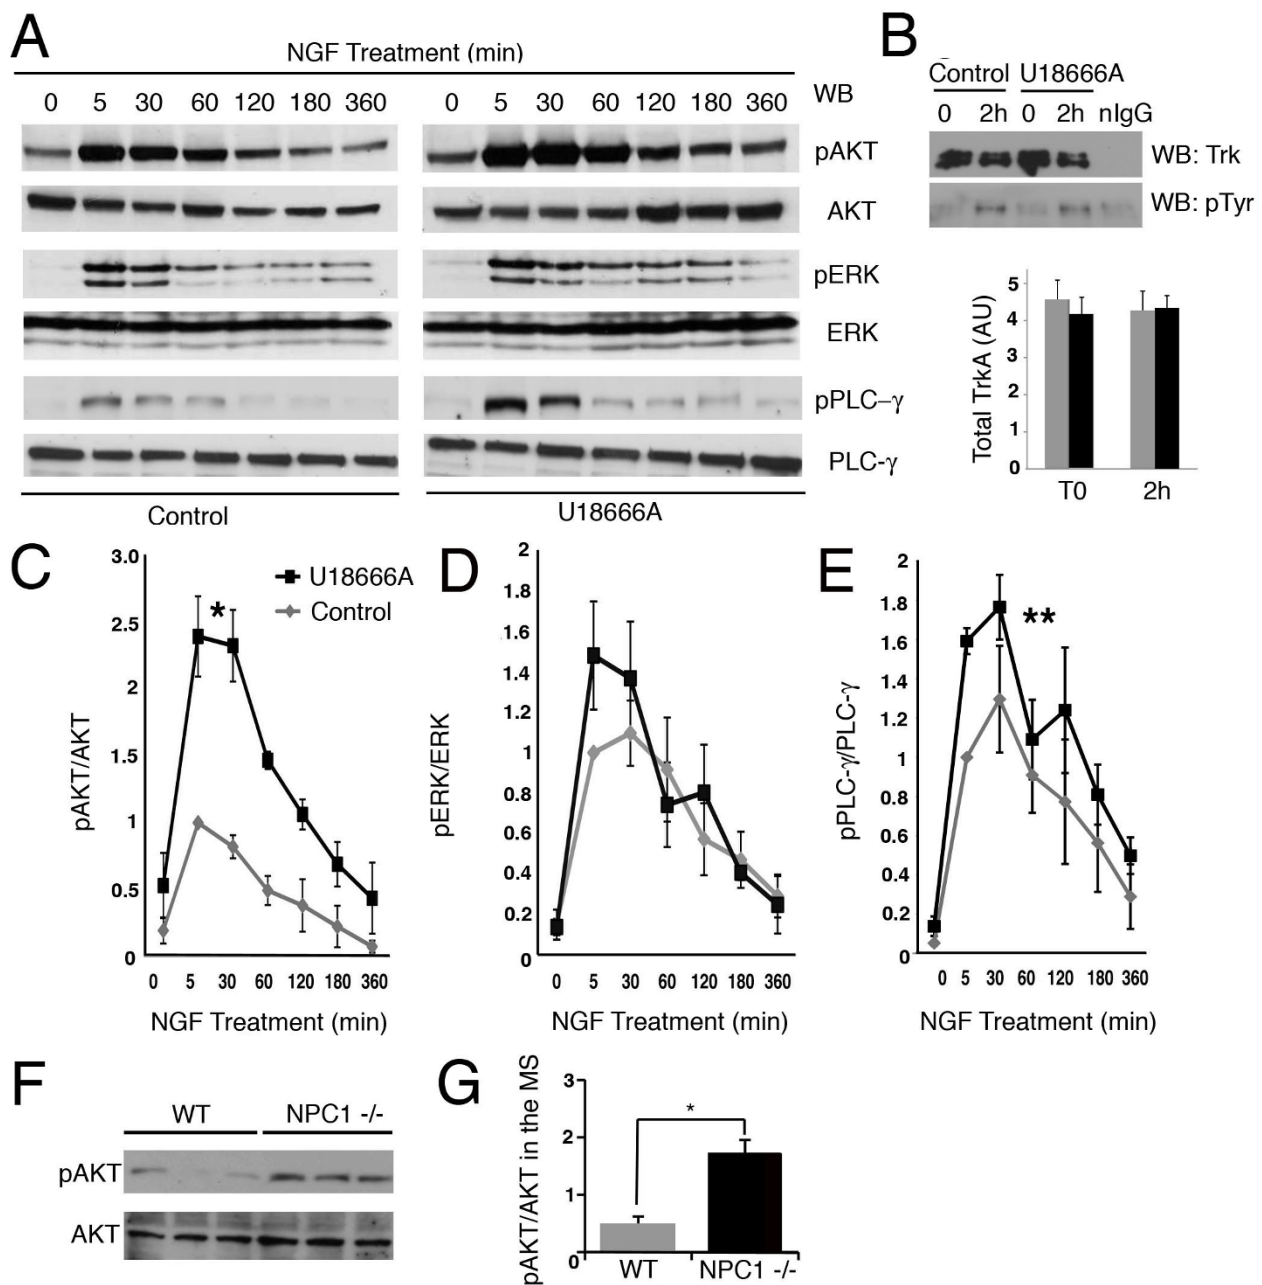 A
NGF Treatment (min)
0 5 30 60 120 180 360
0 5 30 60 120 180 360
WB
pAKT
AKT
pERK
ERK
pPLC–γ
PLC-γ
Control
U18666A
B
Control U18666A
0 2h 0 2h nIgG
WB: Trk
WB: pTyr
Total TrkA (AU)
5
4
3
2
1
0
T0 2h
C
3.0
2.5
2
1.5
1
0.5
0
pAKT/AKT
U18666A
Control
*
0 5 30 60 120 180 360
NGF Treatment (min)
D
2
1.8
1.6
1.4
1.2
1
0.8
0.6
0.4
0.2
0
pERK/ERK
0 5 30 60 120 180 360
NGF Treatment (min)
E
2
1.8
1.6
1.4
1.2
1
0.8
0.6
0.4
0.2
0
pPLC-γ/PLC-γ
**
0 5 30 60 120 180 360
NGF Treatment (min)
F
WT NPC1 -/-
pAKT
AKT
G
pAKT/AKT in the MS
3
2
1
0
*
WT NPC1 -/-